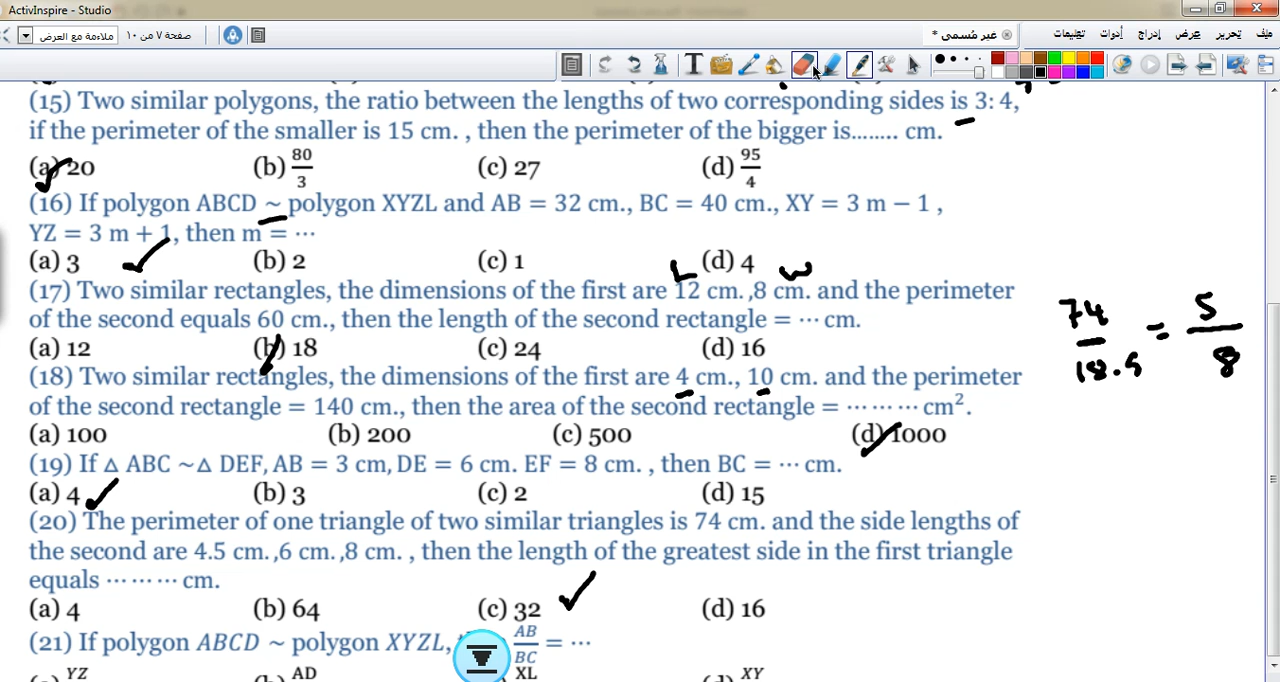 ActivInspire - Studio
ملف تحرير عرض إدراج أدوات تعليمات
غير مُسمى *
ملاءمة مع العرض
صفحة ٧ من ١٠
(15) Two similar polygons, the ratio between the lengths of two corresponding sides is 3: 4,
if the perimeter of the smaller is 15 cm. , then the perimeter of the bigger is........ cm.
(a) 20 (b) 80/3 (c) 27 (d) 95/4
(16) If polygon ABCD ~ polygon XYZL and AB = 32 cm., BC = 40 cm., XY = 3 m − 1 ,
YZ = 3 m + 1, then m = ···
(a) 3 (b) 2 (c) 1 (d) 4
L w
(17) Two similar rectangles, the dimensions of the first are 12 cm. ,8 cm. and the perimeter
of the second equals 60 cm., then the length of the second rectangle = ··· cm.
(a) 12 (b) 18 (c) 24 (d) 16
74/18.5 = 5/8
(18) Two similar rectangles, the dimensions of the first are 4 cm., 10 cm. and the perimeter
of the second rectangle = 140 cm., then the area of the second rectangle = ··· ··· ··· cm².
(a) 100 (b) 200 (c) 500 (d) 1000
(19) If △ ABC ~△ DEF, AB = 3 cm, DE = 6 cm. EF = 8 cm. , then BC = ··· cm.
(a) 4 (b) 3 (c) 2 (d) 15
(20) The perimeter of one triangle of two similar triangles is 74 cm. and the side lengths of
the second are 4.5 cm. ,6 cm. ,8 cm. , then the length of the greatest side in the first triangle
equals ··· ··· ··· cm.
(a) 4 (b) 64 (c) 32 (d) 16
(21) If polygon ABCD ~ polygon XYZL, AB/BC = ···
YZ AD XL XY